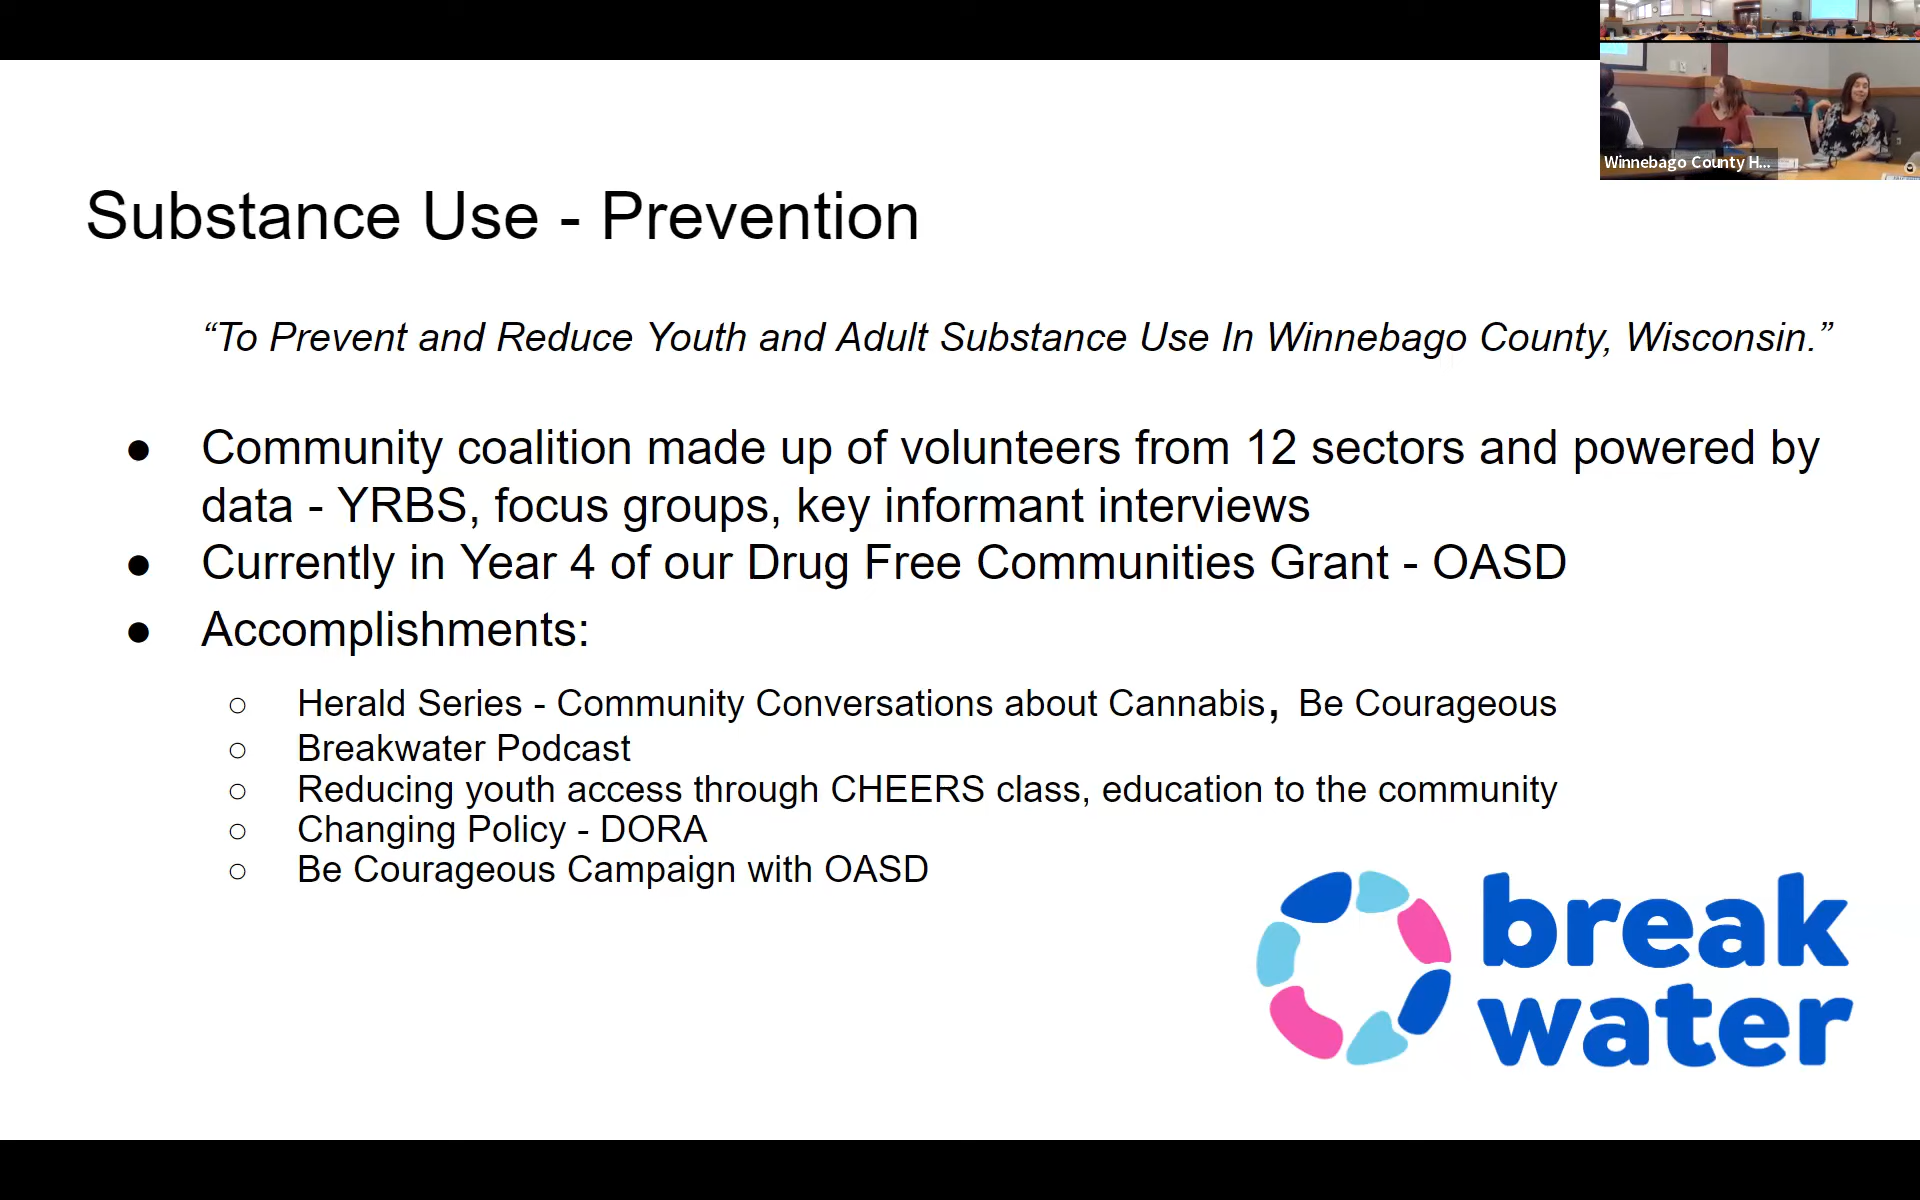 Winnebago County H...
Substance Use - Prevention
“To Prevent and Reduce Youth and Adult Substance Use In Winnebago County, Wisconsin.”
● Community coalition made up of volunteers from 12 sectors and powered by
data - YRBS, focus groups, key informant interviews
● Currently in Year 4 of our Drug Free Communities Grant - OASD
● Accomplishments:
○ Herald Series - Community Conversations about Cannabis, Be Courageous
○ Breakwater Podcast
○ Reducing youth access through CHEERS class, education to the community
○ Changing Policy - DORA
○ Be Courageous Campaign with OASD
break
water